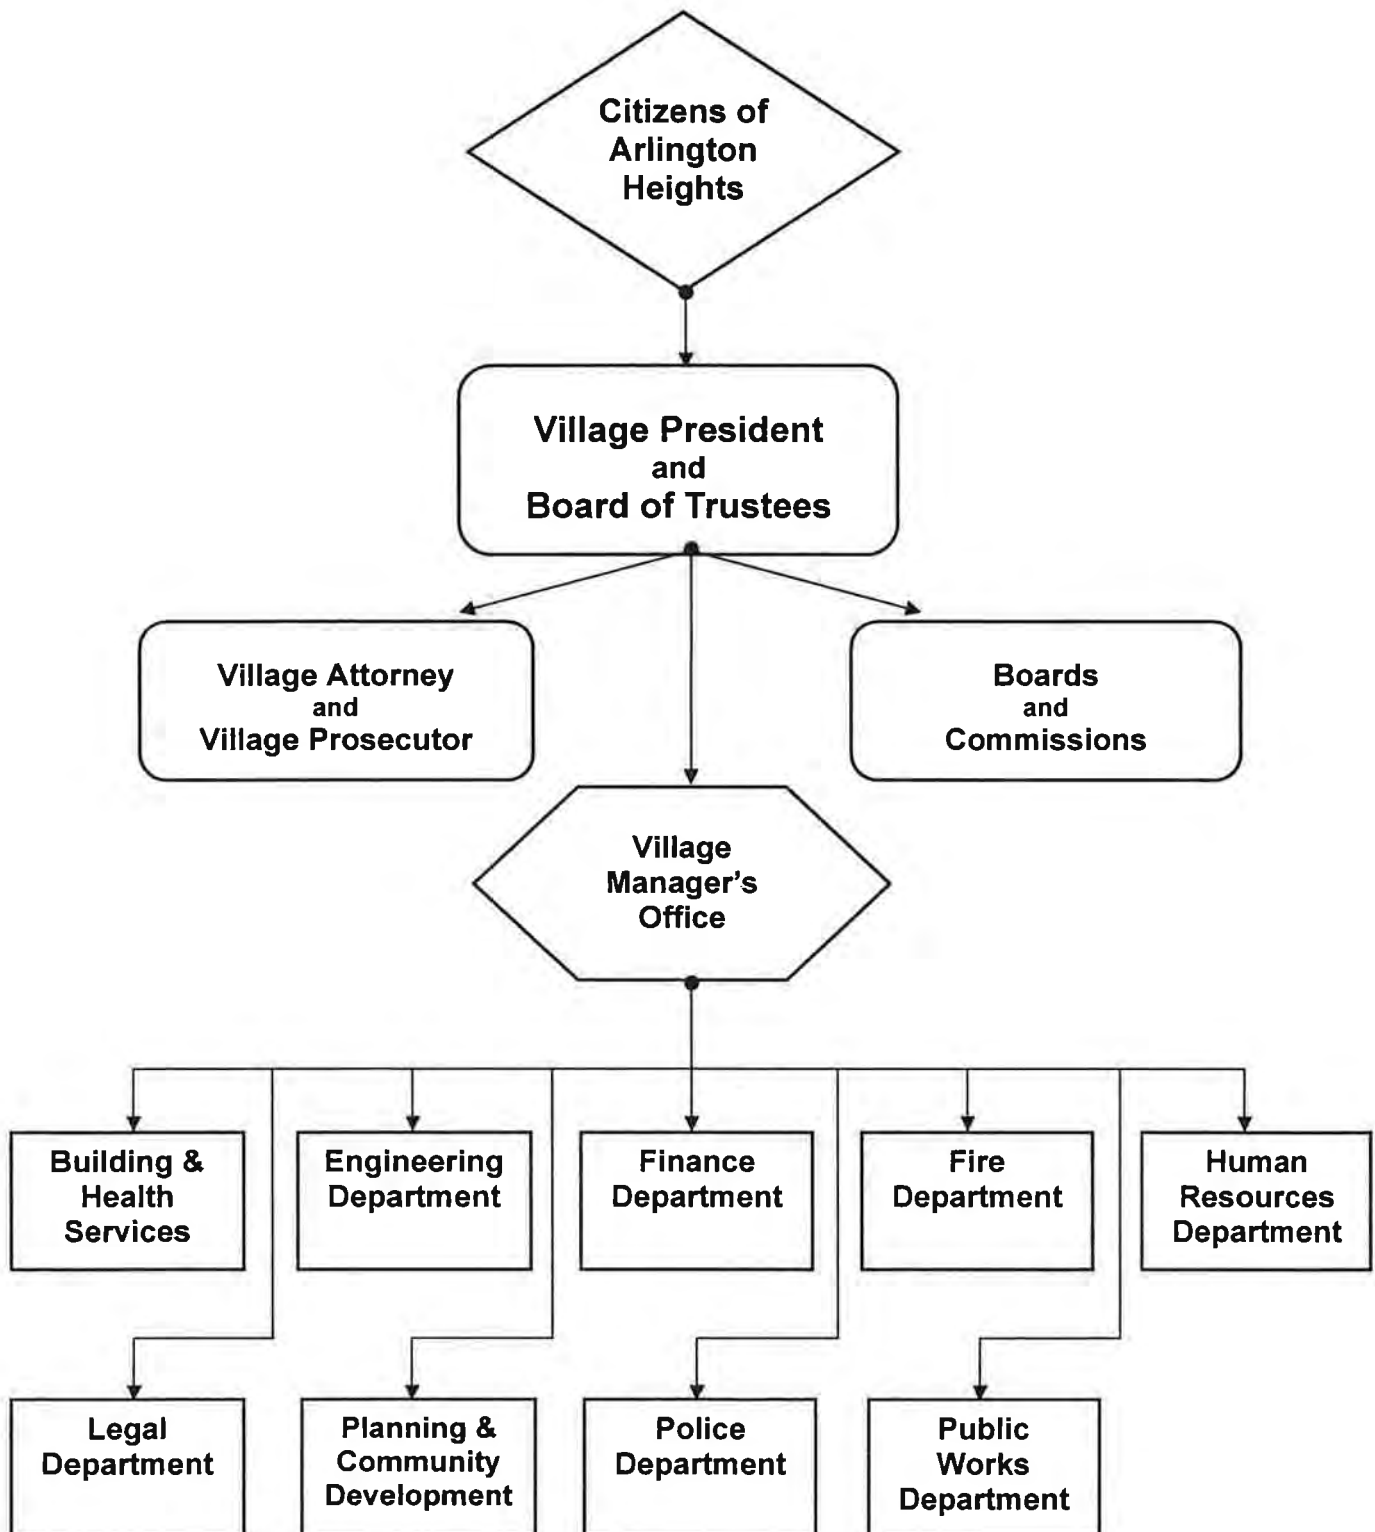 Citizens of
Arlington
Heights
Village President
and
Board of Trustees
Village Attorney
and
Village Prosecutor
Boards
and
Commissions
Village
Manager's
Office
Building &
Health
Services
Engineering
Department
Finance
Department
Fire
Department
Human
Resources
Department
Legal
Department
Planning &
Community
Development
Police
Department
Public
Works
Department